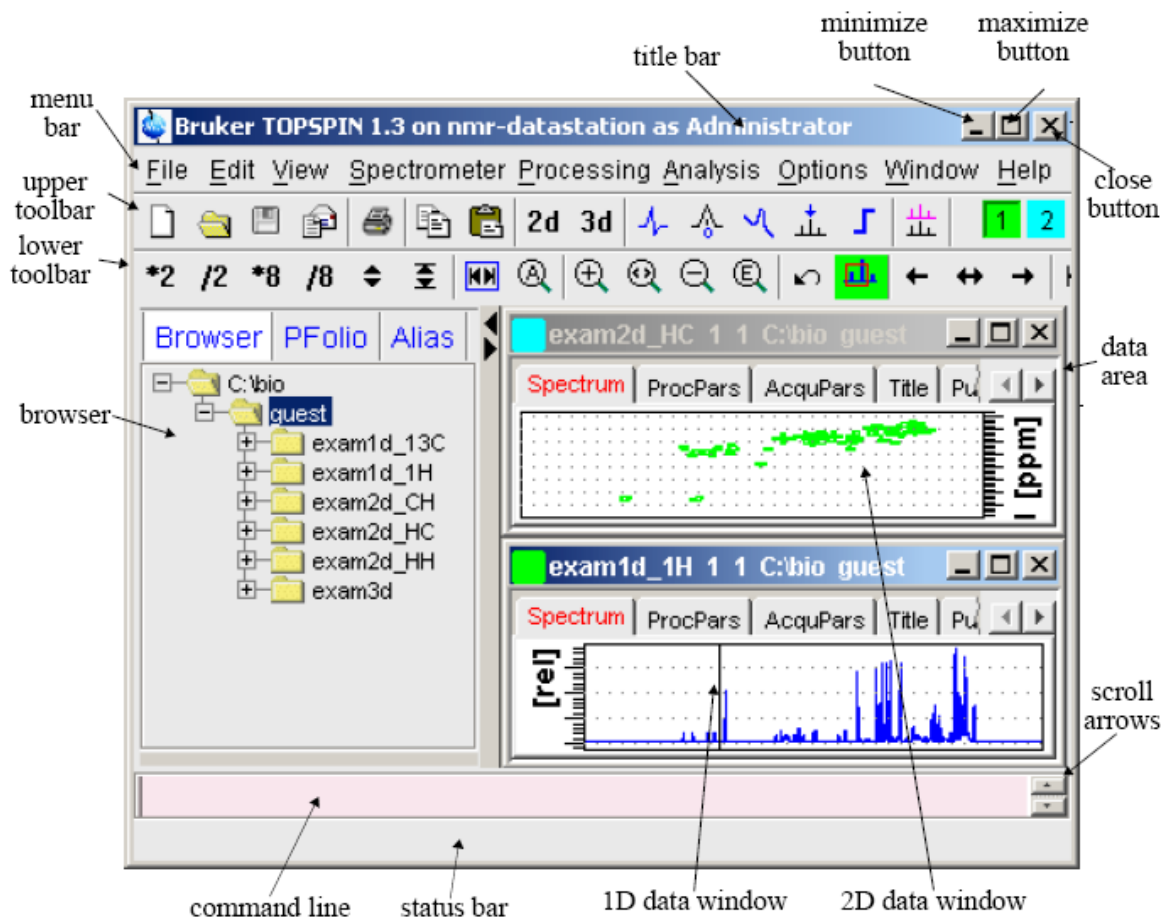 minimize
button
maximize
button
title bar
menu
bar
Bruker TOPSPIN 1.3 on nmr-datastation as Administrator
File Edit View Spectrometer Processing Analysis Options Window Help
close
button
upper
toolbar
2d 3d
1 2
lower
toolbar
*2 /2 *8 /8
A
E
Browser PFolio Alias
exam2d_HC 1 1 C:\bio guest
data
area
Spectrum ProcPars AcquPars Title Pu
browser
C:\bio
guest
exam1d_13C
exam1d_1H
exam2d_CH
exam2d_HC
exam2d_HH
exam3d
[ppm]
exam1d_1H 1 1 C:\bio guest
Spectrum ProcPars AcquPars Title Pu
[rel]
scroll
arrows
command line
status bar
1D data window
2D data window